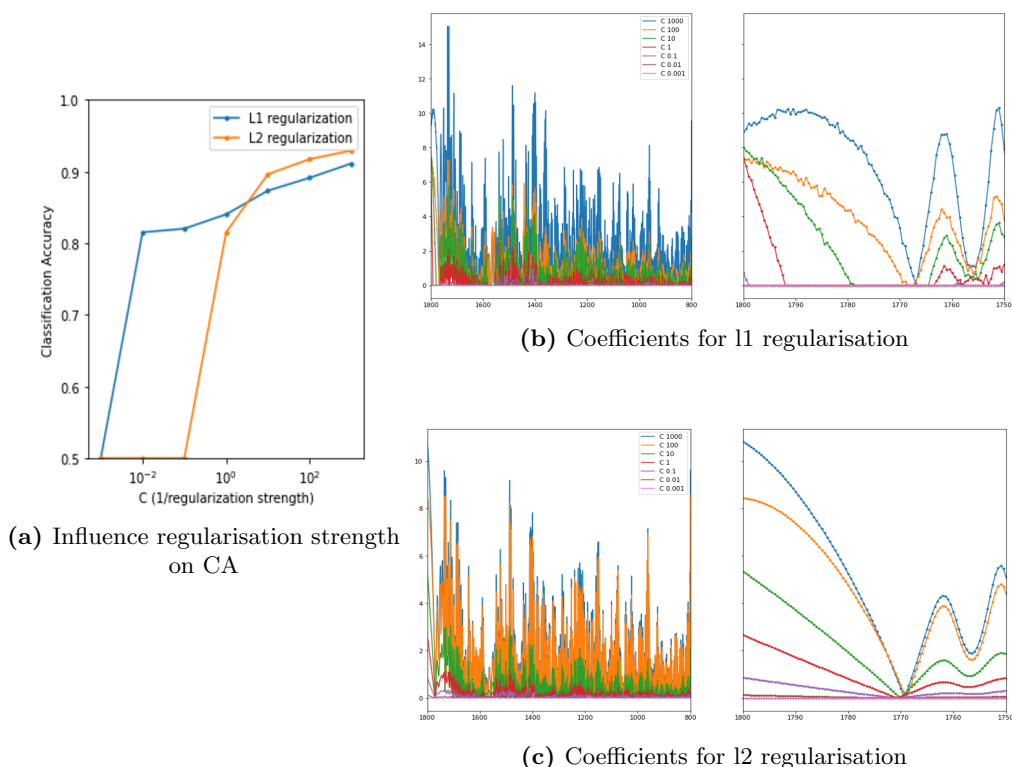 1.0
0.9
0.8
0.7
0.6
0.5
Classification Accuracy
L1 regularization
L2 regularization
10⁻² 10⁰ 10²
C (1/regularization strength)
(a) Influence regularisation strength
on CA
14
12
10
8
6
4
2
0
C 1000
C 100
C 10
C 1
C 0.1
C 0.01
C 0.001
1800 1600 1400 1200 1000 800
1800 1790 1780 1770 1760 1750
(b) Coefficients for l1 regularisation
10
8
6
4
2
0
C 1000
C 100
C 10
C 1
C 0.1
C 0.01
C 0.001
1800 1600 1400 1200 1000 800
1800 1790 1780 1770 1760 1750
(c) Coefficients for l2 regularisation